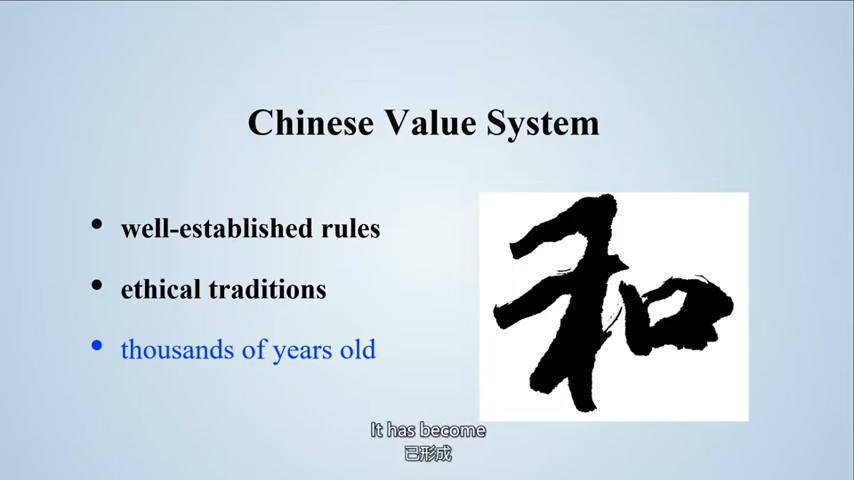 Chinese Value System
• well-established rules
• ethical traditions
• thousands of years old
和
It has become
已形成